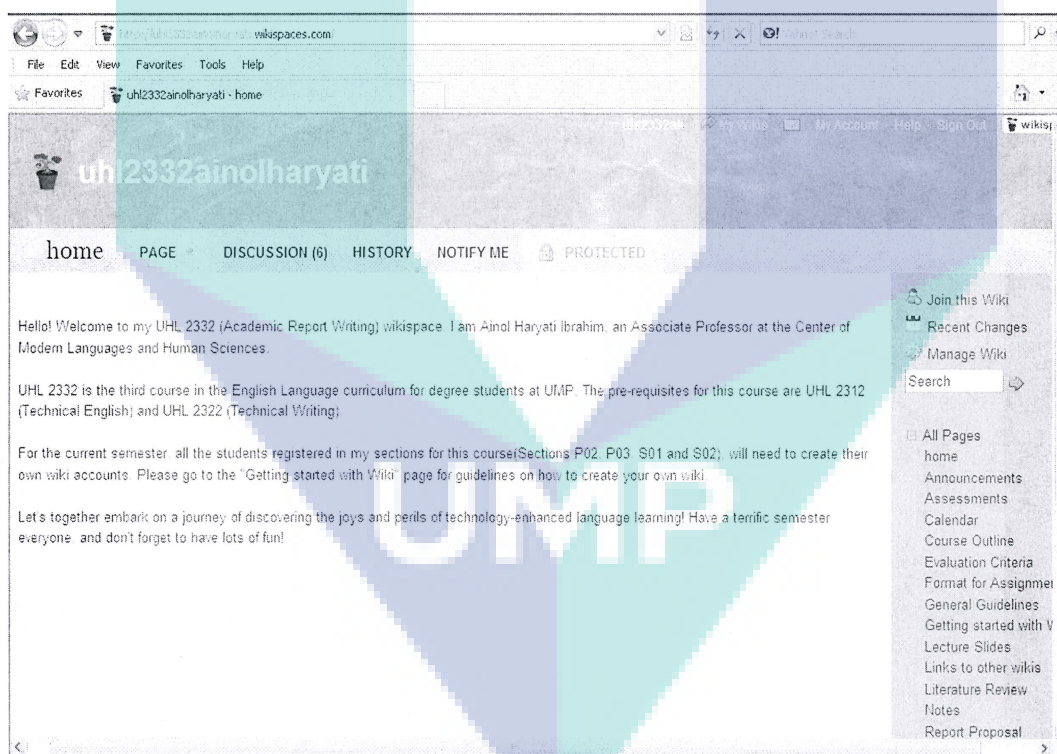 wikispaces.com
File Edit View Favorites Tools Help
Favorites uhl2332ainolharyati - home
My Account Help Sign Out
uhl2332ainolharyati
home PAGE DISCUSSION (6) HISTORY NOTIFY ME PROTECTED
Hello! Welcome to my UHL 2332 (Academic Report Writing) wikispace. I am Ainol Haryati Ibrahim, an Associate Professor at the Center of
Modern Languages and Human Sciences.
UHL 2332 is the third course in the English Language curriculum for degree students at UMP. The pre-requisites for this course are UHL 2312
(Technical English) and UHL 2322 (Technical Writing).
For the current semester, all the students registered in my sections for this course(Sections P02, P03, S01 and S02), will need to create their
own wiki accounts. Please go to the "Getting started with Wiki" page for guidelines on how to create your own wiki.
Let's together embark on a journey of discovering the joys and perils of technology-enhanced language learning! Have a terrific semester
everyone, and don't forget to have lots of fun!
UMP
Join this Wiki
Recent Changes
Manage Wiki
Search
All Pages
home
Announcements
Assessments
Calendar
Course Outline
Evaluation Criteria
Format for Assignmer
General Guidelines
Getting started with W
Lecture Slides
Links to other wikis
Literature Review
Notes
Report Proposal